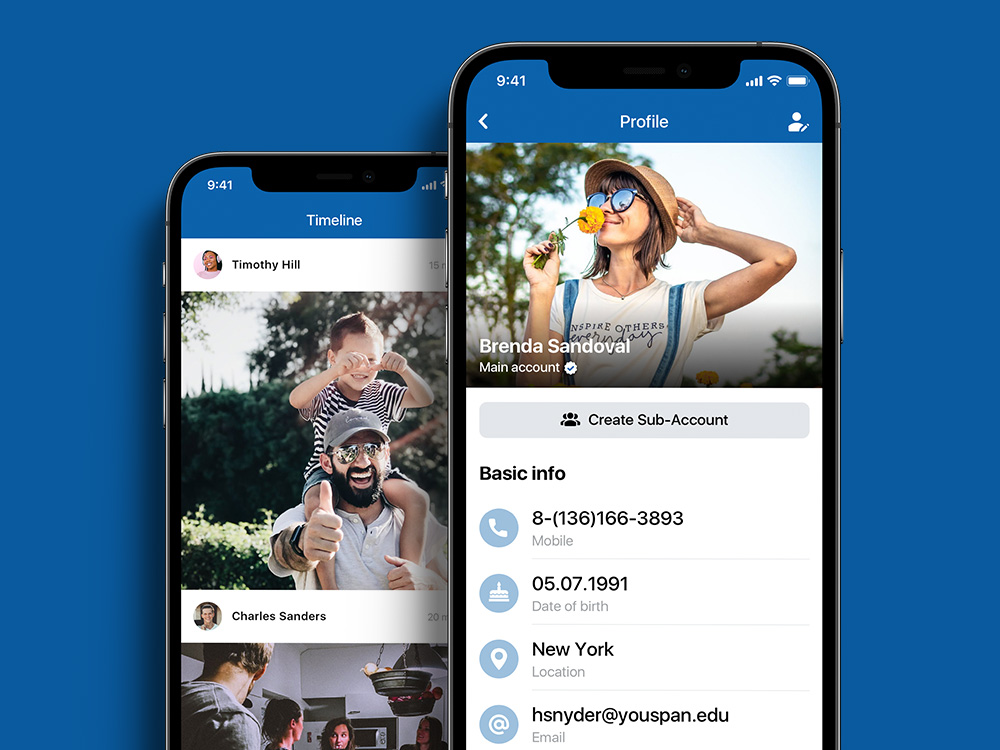 9:41
Timeline
Timothy Hill
15
Charles Sanders
20 m
9:41
Profile
INSPIRE OTHERS
everyday
Brenda Sandoval
Main account
Create Sub-Account
Basic info
8-(136)166-3893
Mobile
05.07.1991
Date of birth
New York
Location
hsnyder@youspan.edu
Email